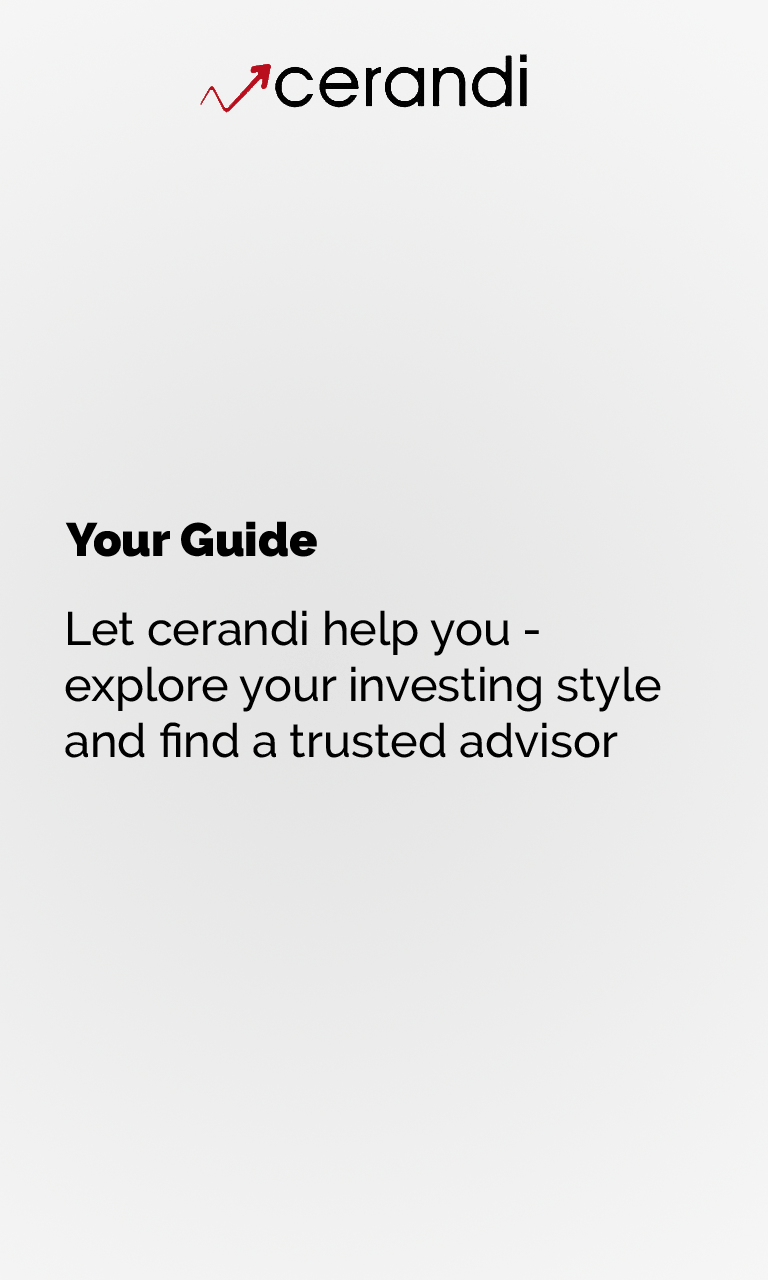 cerandi
Your Guide
Let cerandi help you -
explore your investing style
and find a trusted advisor